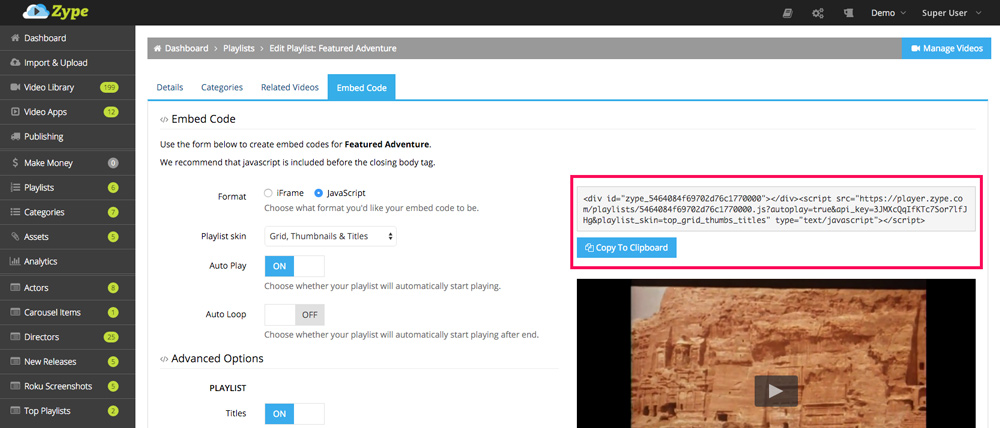 Zype
Demo
Super User
Dashboard
Import & Upload
Video Library 199
Video Apps 12
Publishing
Make Money 0
Playlists 6
Categories 7
Assets 5
Analytics
Actors 8
Carousel Items 1
Directors 25
New Releases 5
Roku Screenshots 5
Top Playlists 2
Dashboard > Playlists > Edit Playlist: Featured Adventure
Manage Videos
Details
Categories
Related Videos
Embed Code
</> Embed Code
Use the form below to create embed codes for Featured Adventure.
We recommend that javascript is included before the closing body tag.
Format
iFrame
JavaScript
Choose what format you'd like your embed code to be.
Playlist skin
Grid, Thumbnails & Titles
Auto Play
ON
Choose whether your playlist will automatically start playing.
Auto Loop
OFF
Choose whether your playlist will automatically start playing after end.
</> Advanced Options
PLAYLIST
Titles
ON
<div id="zype_5464084f69702d76c1770000"></div><script src="https://player.zype.co
m/playlists/5464084f69702d76c1770000.js?autoplay=true&api_key=3JMXcQqIfKTc75or7lfJ
Hg&playlist_skin=top_grid_thumbs_titles" type="text/javascript"></script>
Copy To Clipboard